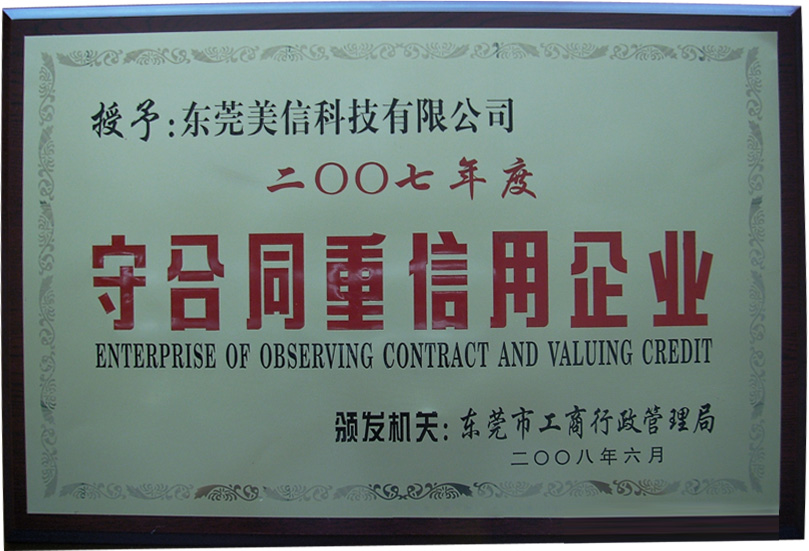 授予:东莞美信科技有限公司
二〇〇七年度
守合同重信用企业
ENTERPRISE OF OBSERVING CONTRACT AND VALUING CREDIT
颁发机关:东莞市工商行政管理局
二〇〇八年六月